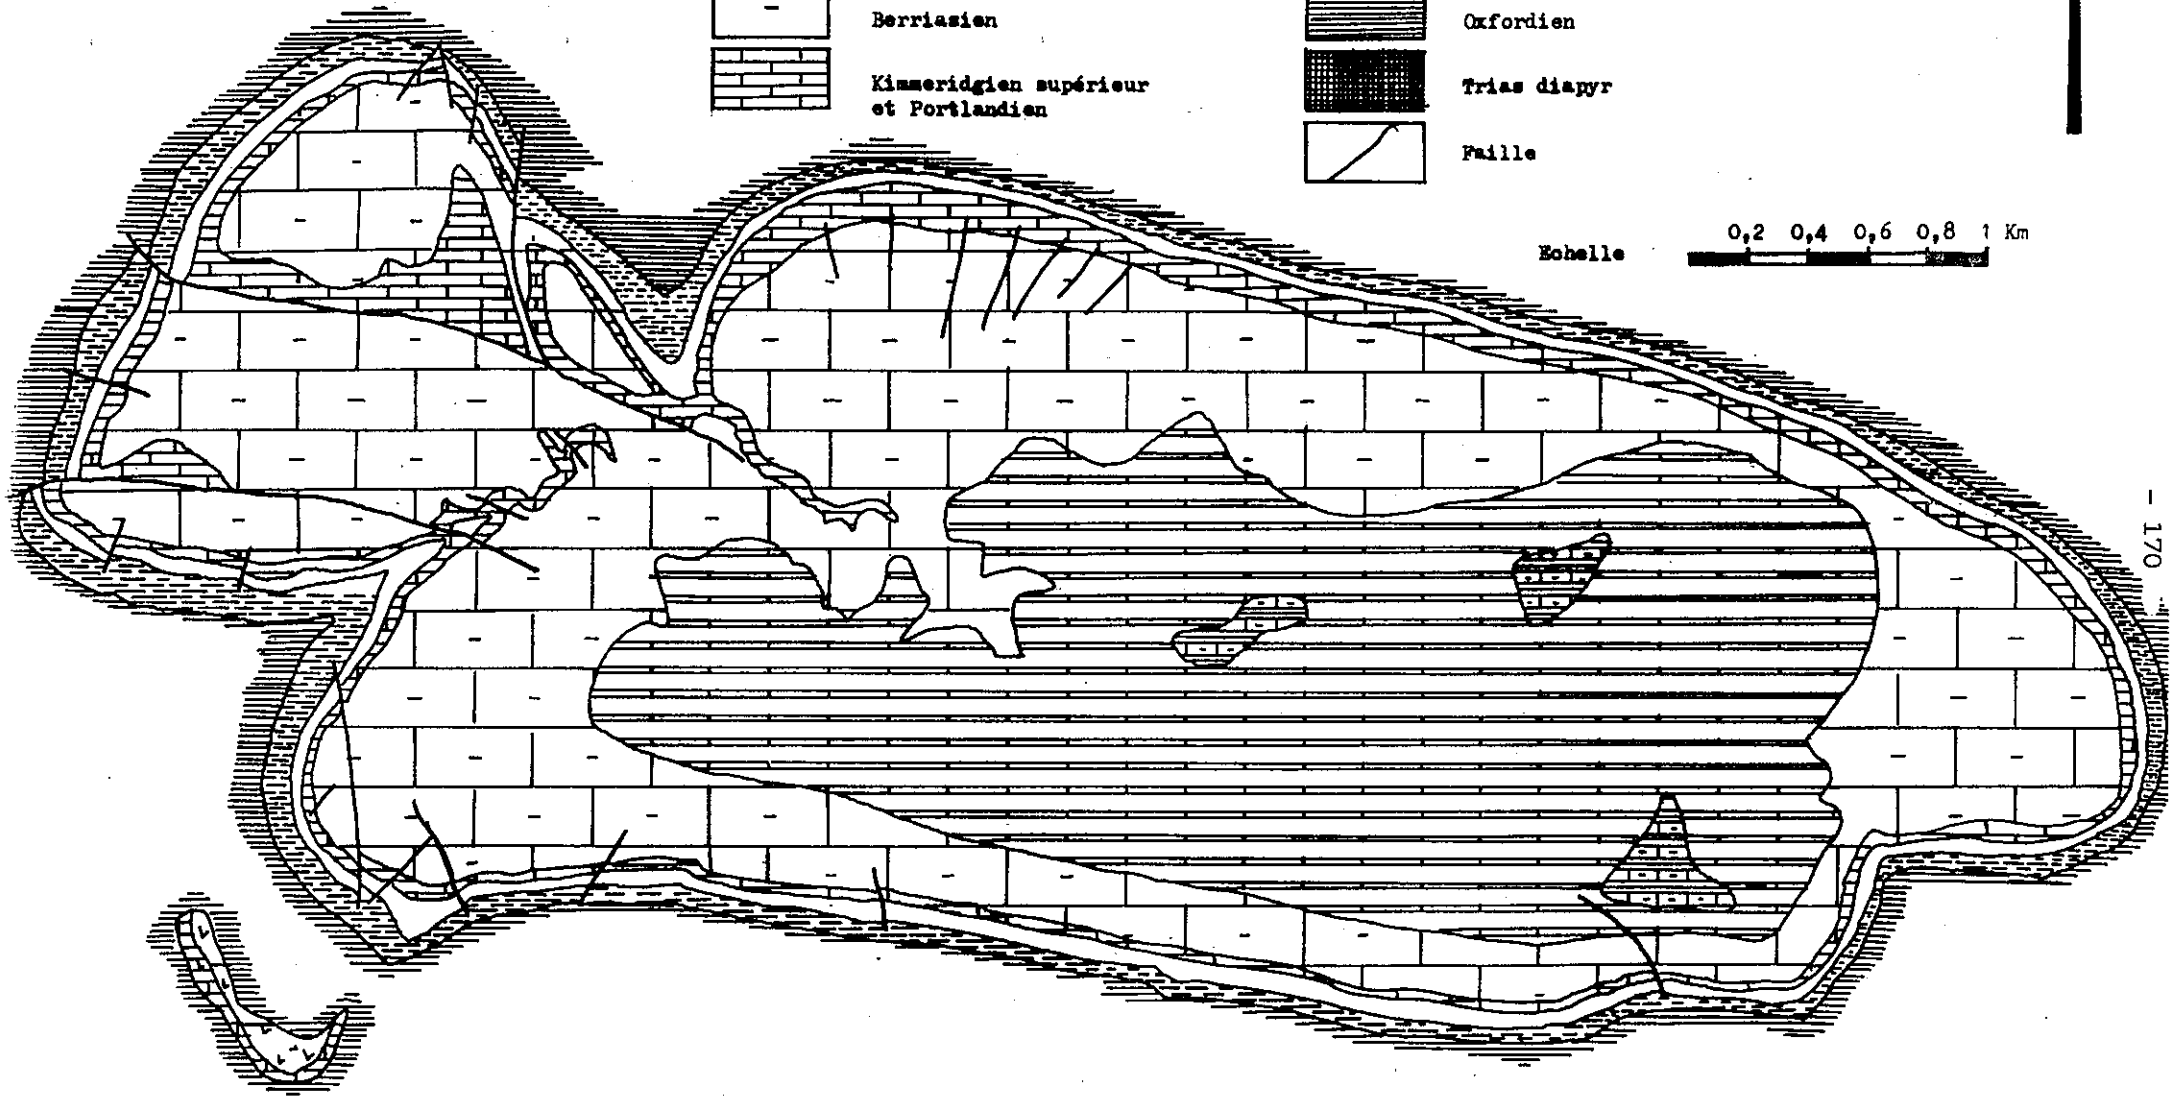 Berriasien
Kimmeridgien supérieur
et Portlandien
Oxfordien
Trias diapyr
Faille
Echelle
0,2 0,4 0,6 0,8 1 Km
- 170